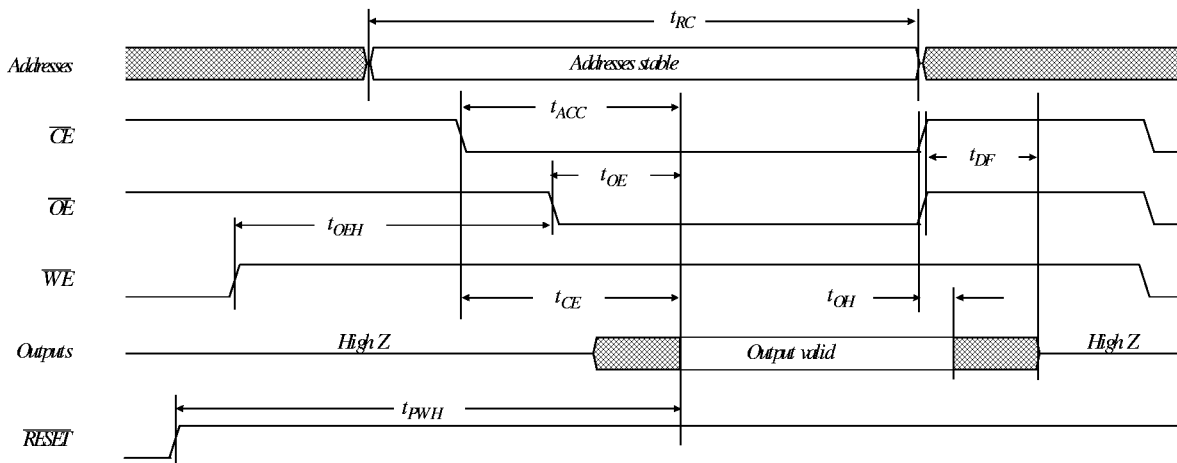 tRC
Addresses
Addresses stable
tACC
CE
tDF
tOE
OE
tOEH
WE
tCE
tOH
High Z
Outputs
Output valid
High Z
tPWH
RESET